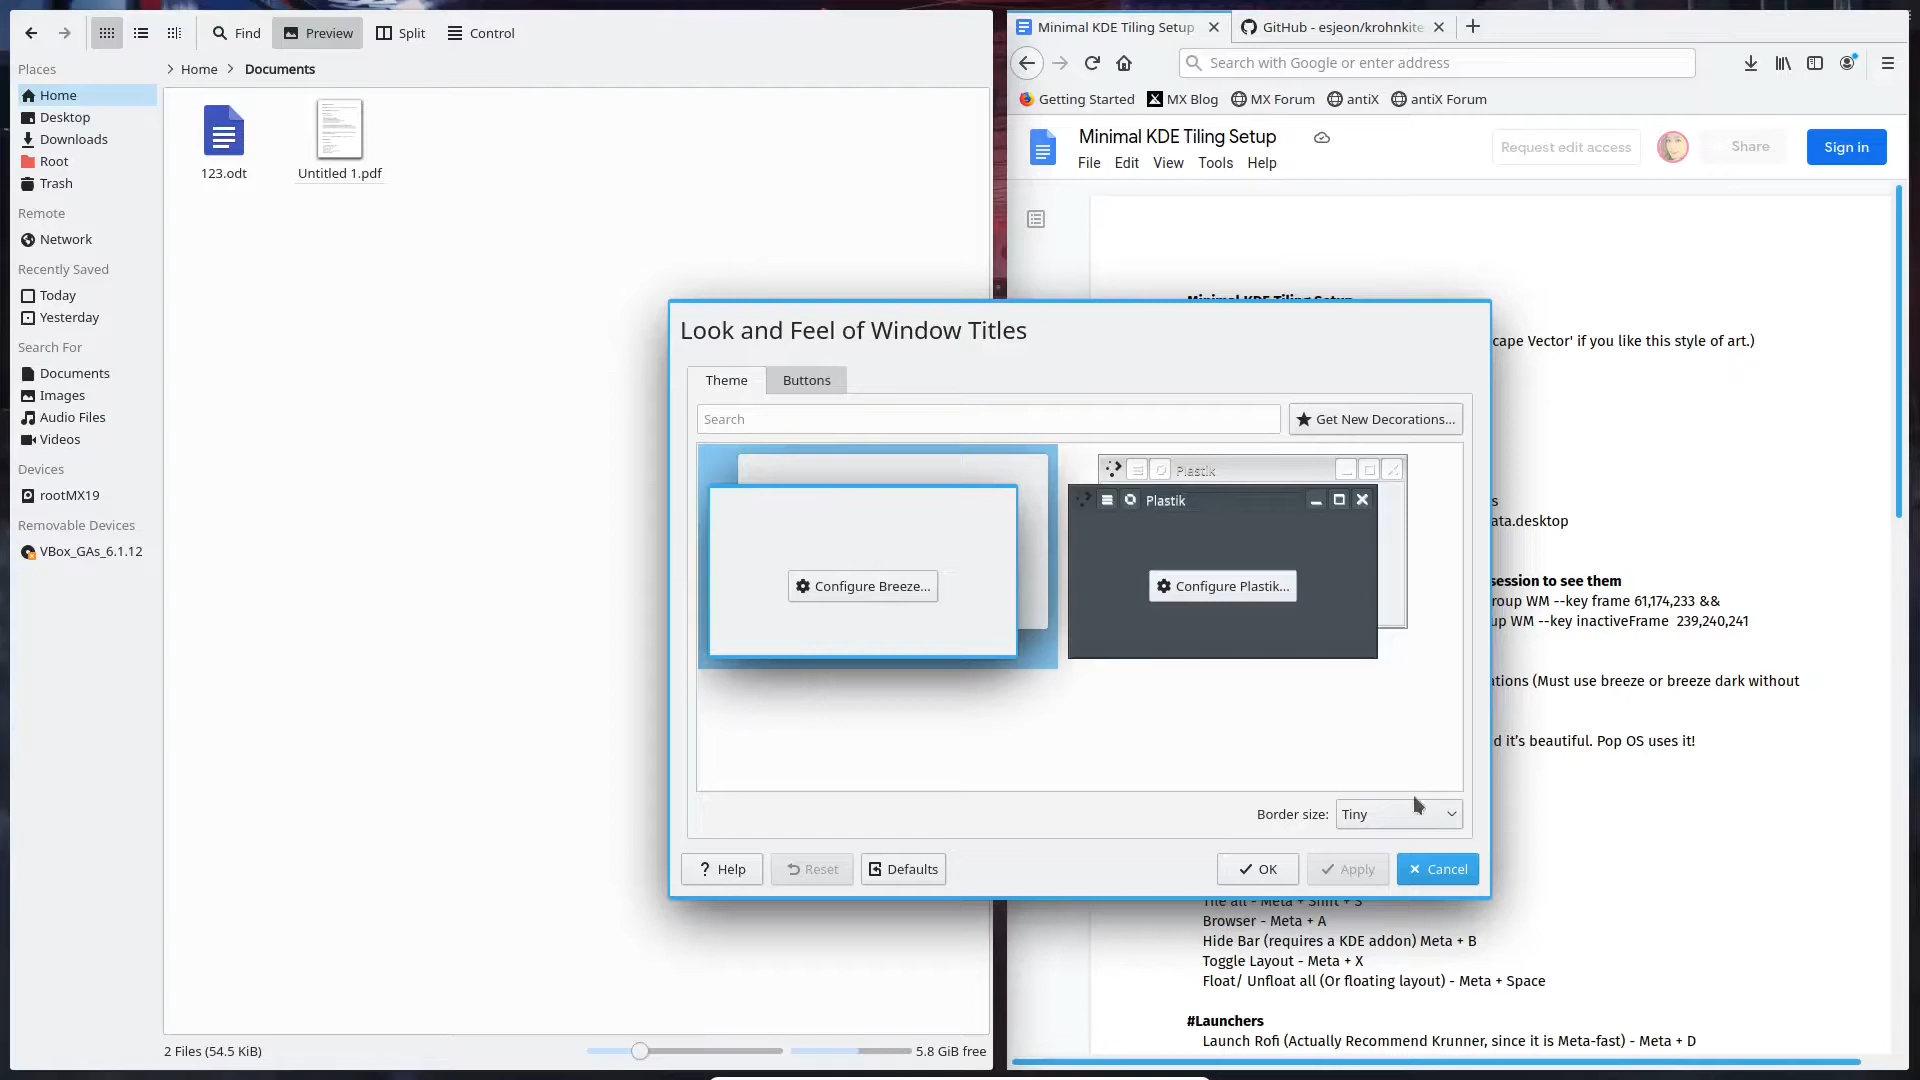 Find
Preview
Split
Control
Places
Home
Desktop
Downloads
Root
Trash
Remote
Network
Recently Saved
Today
Yesterday
Search For
Documents
Images
Audio Files
Videos
Devices
rootMX19
Removable Devices
VBox_GAs_6.1.12
Home
Documents
123.odt
Untitled 1.pdf
2 Files (54.5 KiB)
5.8 GiB free
Minimal KDE Tiling Setup
GitHub - esjeon/krohnkite
Search with Google or enter address
Getting Started
MX Blog
MX Forum
antiX
antiX Forum
Minimal KDE Tiling Setup
File Edit View Tools Help
Request edit access
Share
Sign in
Minimal KDE Tiling Setup
cape Vector' if you like this style of art.)
s
ata.desktop
session to see them
roup WM --key frame 61,174,233 &&
up WM --key inactiveFrame 239,240,241
ations (Must use breeze or breeze dark without
d it’s beautiful. Pop OS uses it!
Tile all - Meta + Shift + S
Browser - Meta + A
Hide Bar (requires a KDE addon) Meta + B
Toggle Layout - Meta + X
Float/ Unfloat all (Or floating layout) - Meta + Space
#Launchers
Launch Rofi (Actually Recommend Krunner, since it is Meta-fast) - Meta + D
Look and Feel of Window Titles
Theme
Buttons
Search
Get New Decorations...
Configure Breeze...
Plastik
Plastik
Configure Plastik...
Border size: Tiny
Help
Reset
Defaults
OK
Apply
Cancel